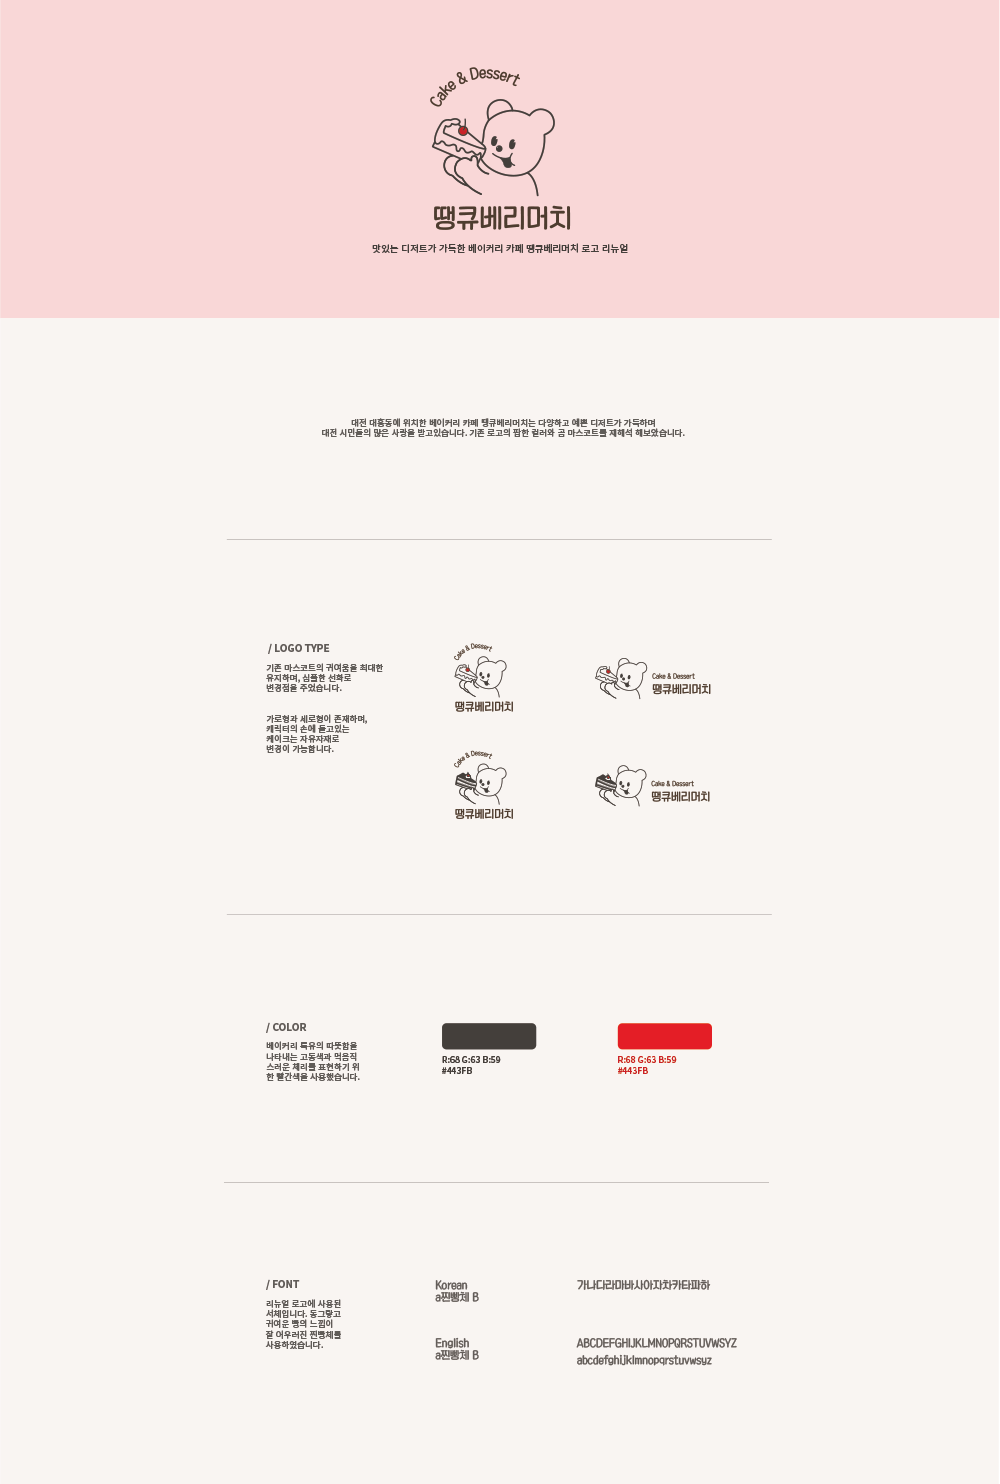 Cake & Dessert
땡큐베리머치
맛있는 디저트가 가득한 베이커리 카페 땡큐베리머치 로고 리뉴얼
대전 대흥동에 위치한 베이커리 카페 땡큐베리머치는 다양하고 예쁜 디저트가 가득하며
대전 시민들의 많은 사랑을 받고있습니다. 기존 로고의 팝한 컬러와 곰 마스코트를 재해석 해보았습니다.
/ LOGO TYPE
기존 마스코트의 귀여움을 최대한
유지하며, 심플한 선화로
변경점을 주었습니다.
가로형과 세로형이 존재하며,
캐릭터의 손에 들고있는
케이크는 자유자재로
변경이 가능합니다.
Cake & Dessert
땡큐베리머치
Cake & Dessert
땡큐베리머치
Cake & Dessert
땡큐베리머치
Cake & Dessert
땡큐베리머치
/ COLOR
베이커리 특유의 따뜻함을
나타내는 고동색과 먹음직
스러운 체리를 표현하기 위
한 빨간색을 사용했습니다.
R:68 G:63 B:59
#443FB
R:68 G:63 B:59
#443FB
/ FONT
리뉴얼 로고에 사용된
서체입니다. 동그랗고
귀여운 빵의 느낌이
잘 어우러진 찐빵체를
사용하였습니다.
Korean
a찐빵체 B
가나다라마바사아자차카타파하
English
a찐빵체 B
ABCDEFGHIJKLMNOPQRSTUVWSYZ
abcdefghijklmnopqrstuvwsyz